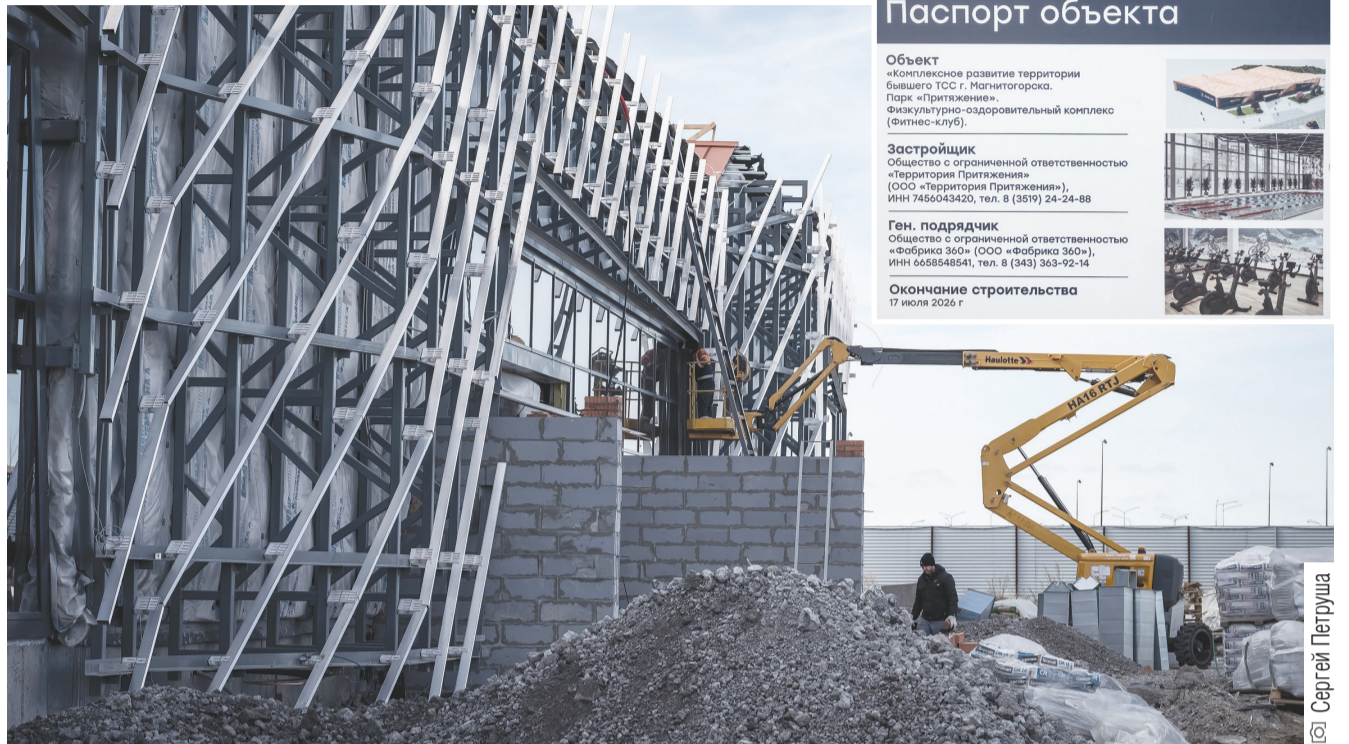 Паспорт объекта
Объект
«Комплексное развитие территории
бывшего ТСС г. Магнитогорска.
Парк «Притяжение».
Физкультурно-оздоровительный комплекс
(Фитнес-клуб).
Застройщик
Общество с ограниченной ответственностью
«Территория Притяжения»
(ООО «Территория Притяжения»),
ИНН 7456043420, тел. 8 (3519) 24-24-88
Ген. подрядчик
Общество с ограниченной ответственностью
«Фабрика 360» (ООО «Фабрика 360»),
ИНН 6658548541, тел. 8 (343) 363-92-14
Окончание строительства
17 июля 2026 г
Haulotte
HA16 RTJ
Сергей Петруша